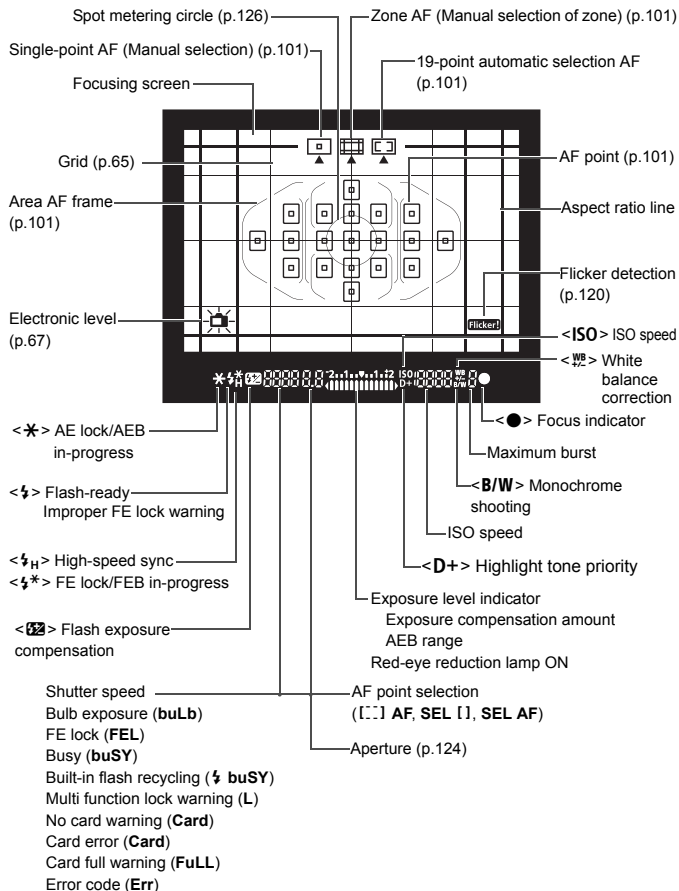 Spot metering circle (p.126)
Zone AF (Manual selection of zone) (p.101)
Single-point AF (Manual selection) (p.101)
19-point automatic selection AF
(p.101)
Focusing screen
Grid (p.65)
AF point (p.101)
Area AF frame
(p.101)
Aspect ratio line
Flicker detection
(p.120)
Flicker!
Electronic level
(p.67)
<ISO> ISO speed
<WB+/-> White
balance
correction
-2..1..▼..1..+2 ISO WB
D+ +/- B/W
<●> Focus indicator
<✱> AE lock/AEB
in-progress
Maximum burst
<B/W> Monochrome
shooting
<⚡> Flash-ready
Improper FE lock warning
ISO speed
<⚡H> High-speed sync
<D+> Highlight tone priority
<⚡✱> FE lock/FEB in-progress
Exposure level indicator
Exposure compensation amount
AEB range
Red-eye reduction lamp ON
<⚡±> Flash exposure
compensation
Shutter speed
Bulb exposure (buLb)
FE lock (FEL)
Busy (buSY)
Built-in flash recycling (⚡ buSY)
Multi function lock warning (L)
No card warning (Card)
Card error (Card)
Card full warning (FuLL)
Error code (Err)
AF point selection
([- -] AF, SEL [ ], SEL AF)
Aperture (p.124)